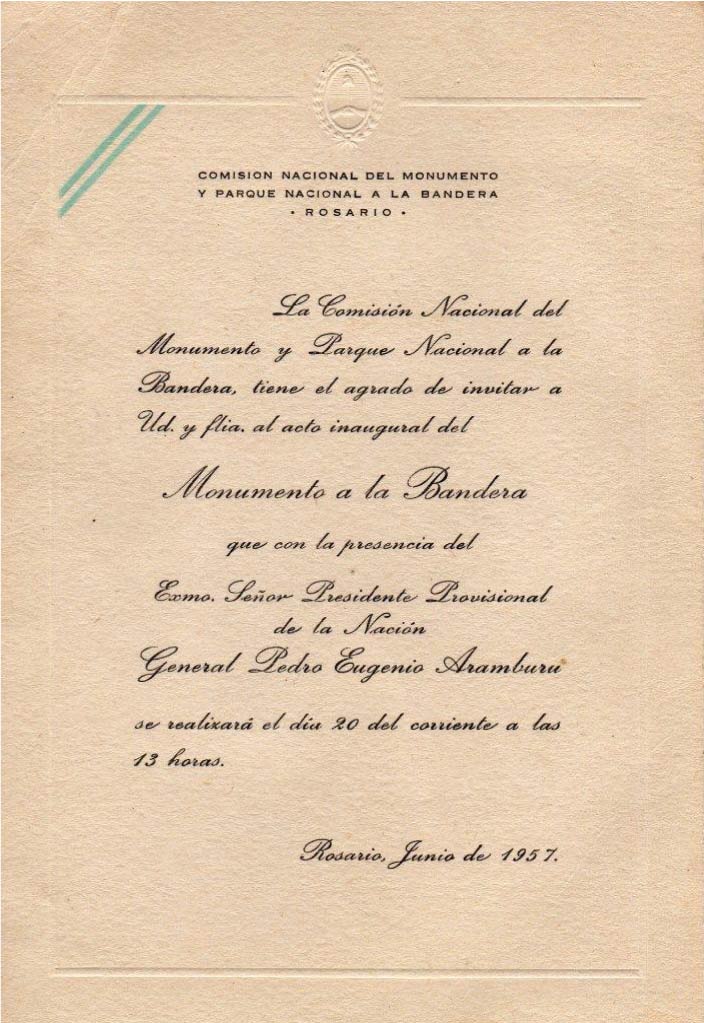 COMISION NACIONAL DEL MONUMENTO
Y PARQUE NACIONAL A LA BANDERA
• ROSARIO •
La Comisión Nacional del
Monumento y Parque Nacional a la
Bandera, tiene el agrado de invitar a
Ud. y flia. al acto inaugural del
Monumento a la Bandera
que con la presencia del
Exmo. Señor Presidente Provisional
de la Nación
General Pedro Eugenio Aramburu
se realizará el día 20 del corriente a las
13 horas.
Rosario, Junio de 1957.